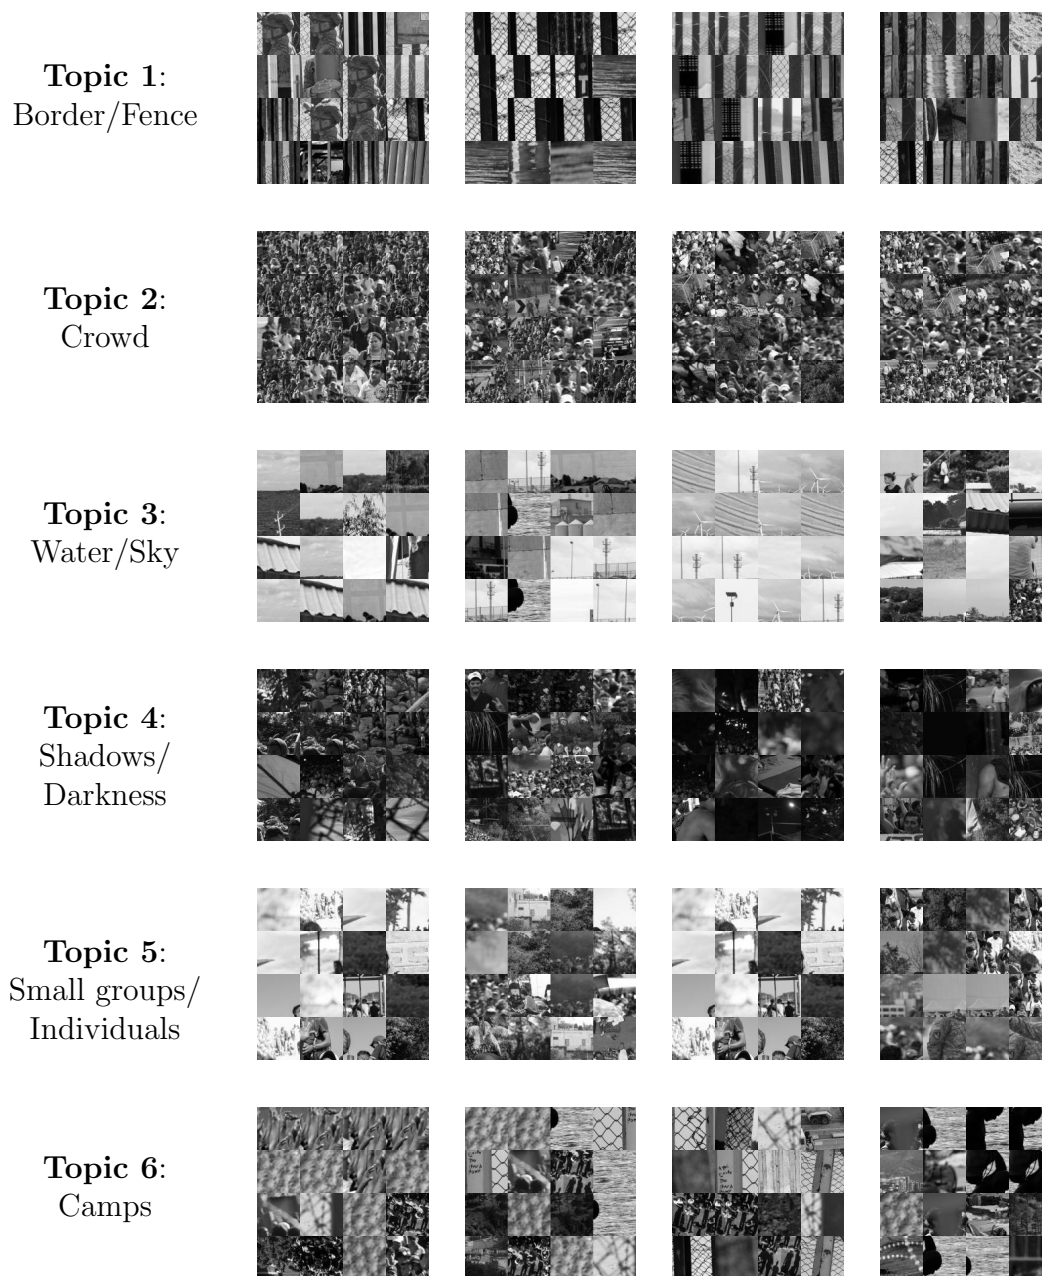 Topic 1:
Border/Fence
Topic 2:
Crowd
Topic 3:
Water/Sky
Topic 4:
Shadows/
Darkness
Topic 5:
Small groups/
Individuals
Topic 6:
Camps